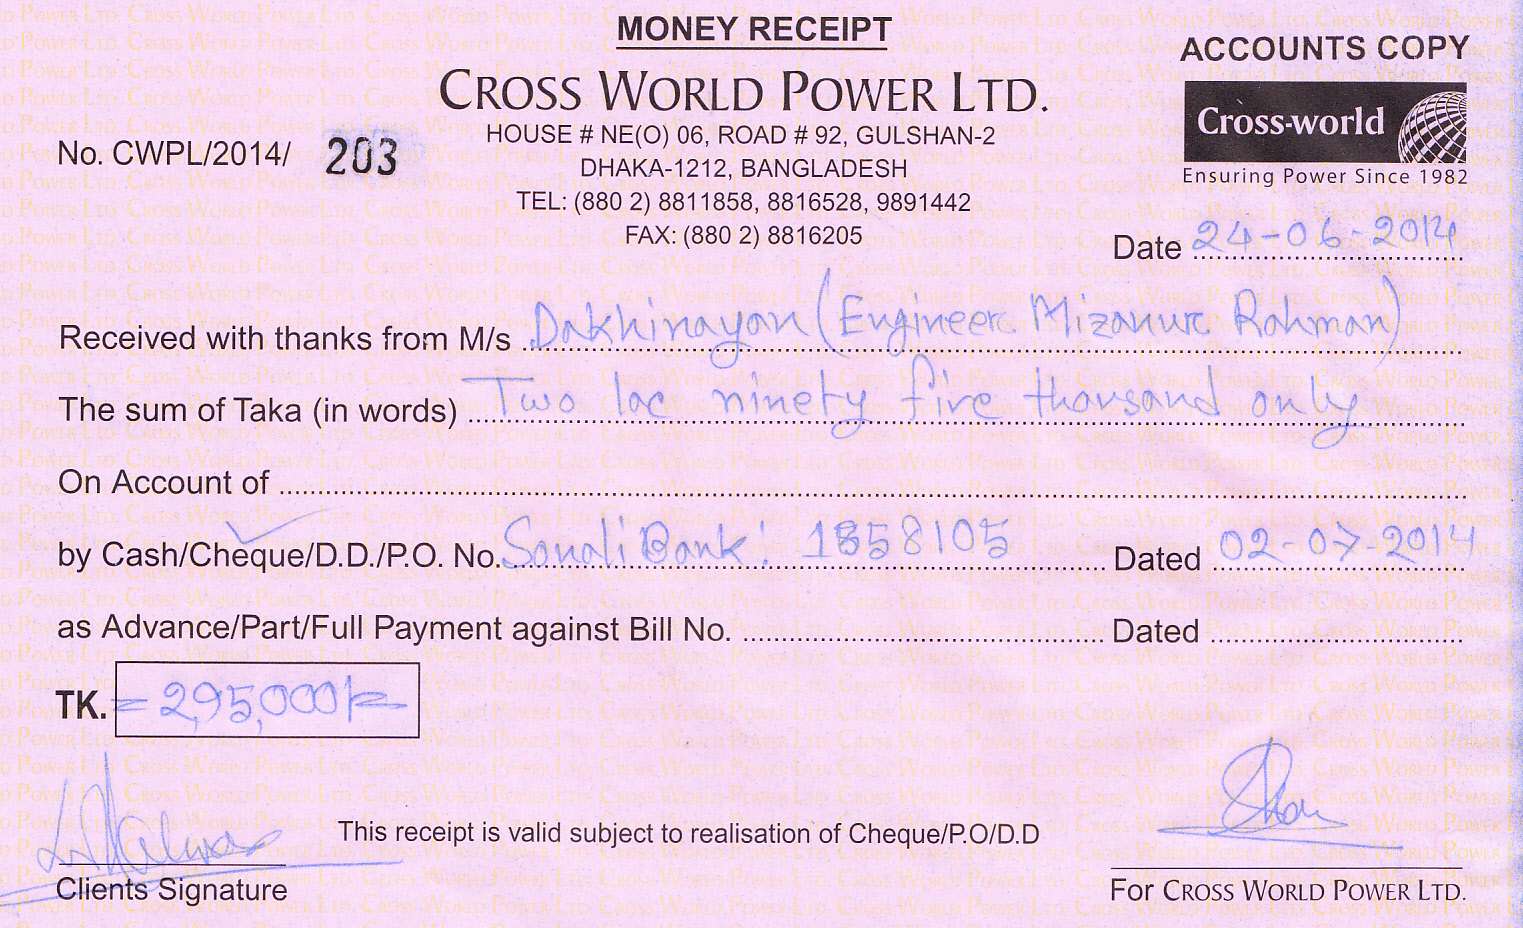 MONEY RECEIPT
ACCOUNTS COPY
CROSS WORLD POWER LTD.
Cross-world
Ensuring Power Since 1982
No. CWPL/2014/ 203
HOUSE # NE(O) 06, ROAD # 92, GULSHAN-2
DHAKA-1212, BANGLADESH
TEL: (880 2) 8811858, 8816528, 9891442
FAX: (880 2) 8816205
Date 24-06-2014
Received with thanks from M/s Dakhinayan (Engineer Mizanur Rahman)
The sum of Taka (in words) Two lac ninety five thousand only
On Account of
by Cash/Cheque/D.D./P.O. No. Sonali Bank: 1858105 Dated 02-07-2014
as Advance/Part/Full Payment against Bill No. Dated
TK. = 295,000/=
This receipt is valid subject to realisation of Cheque/P.O/D.D
Clients Signature
For CROSS WORLD POWER LTD.